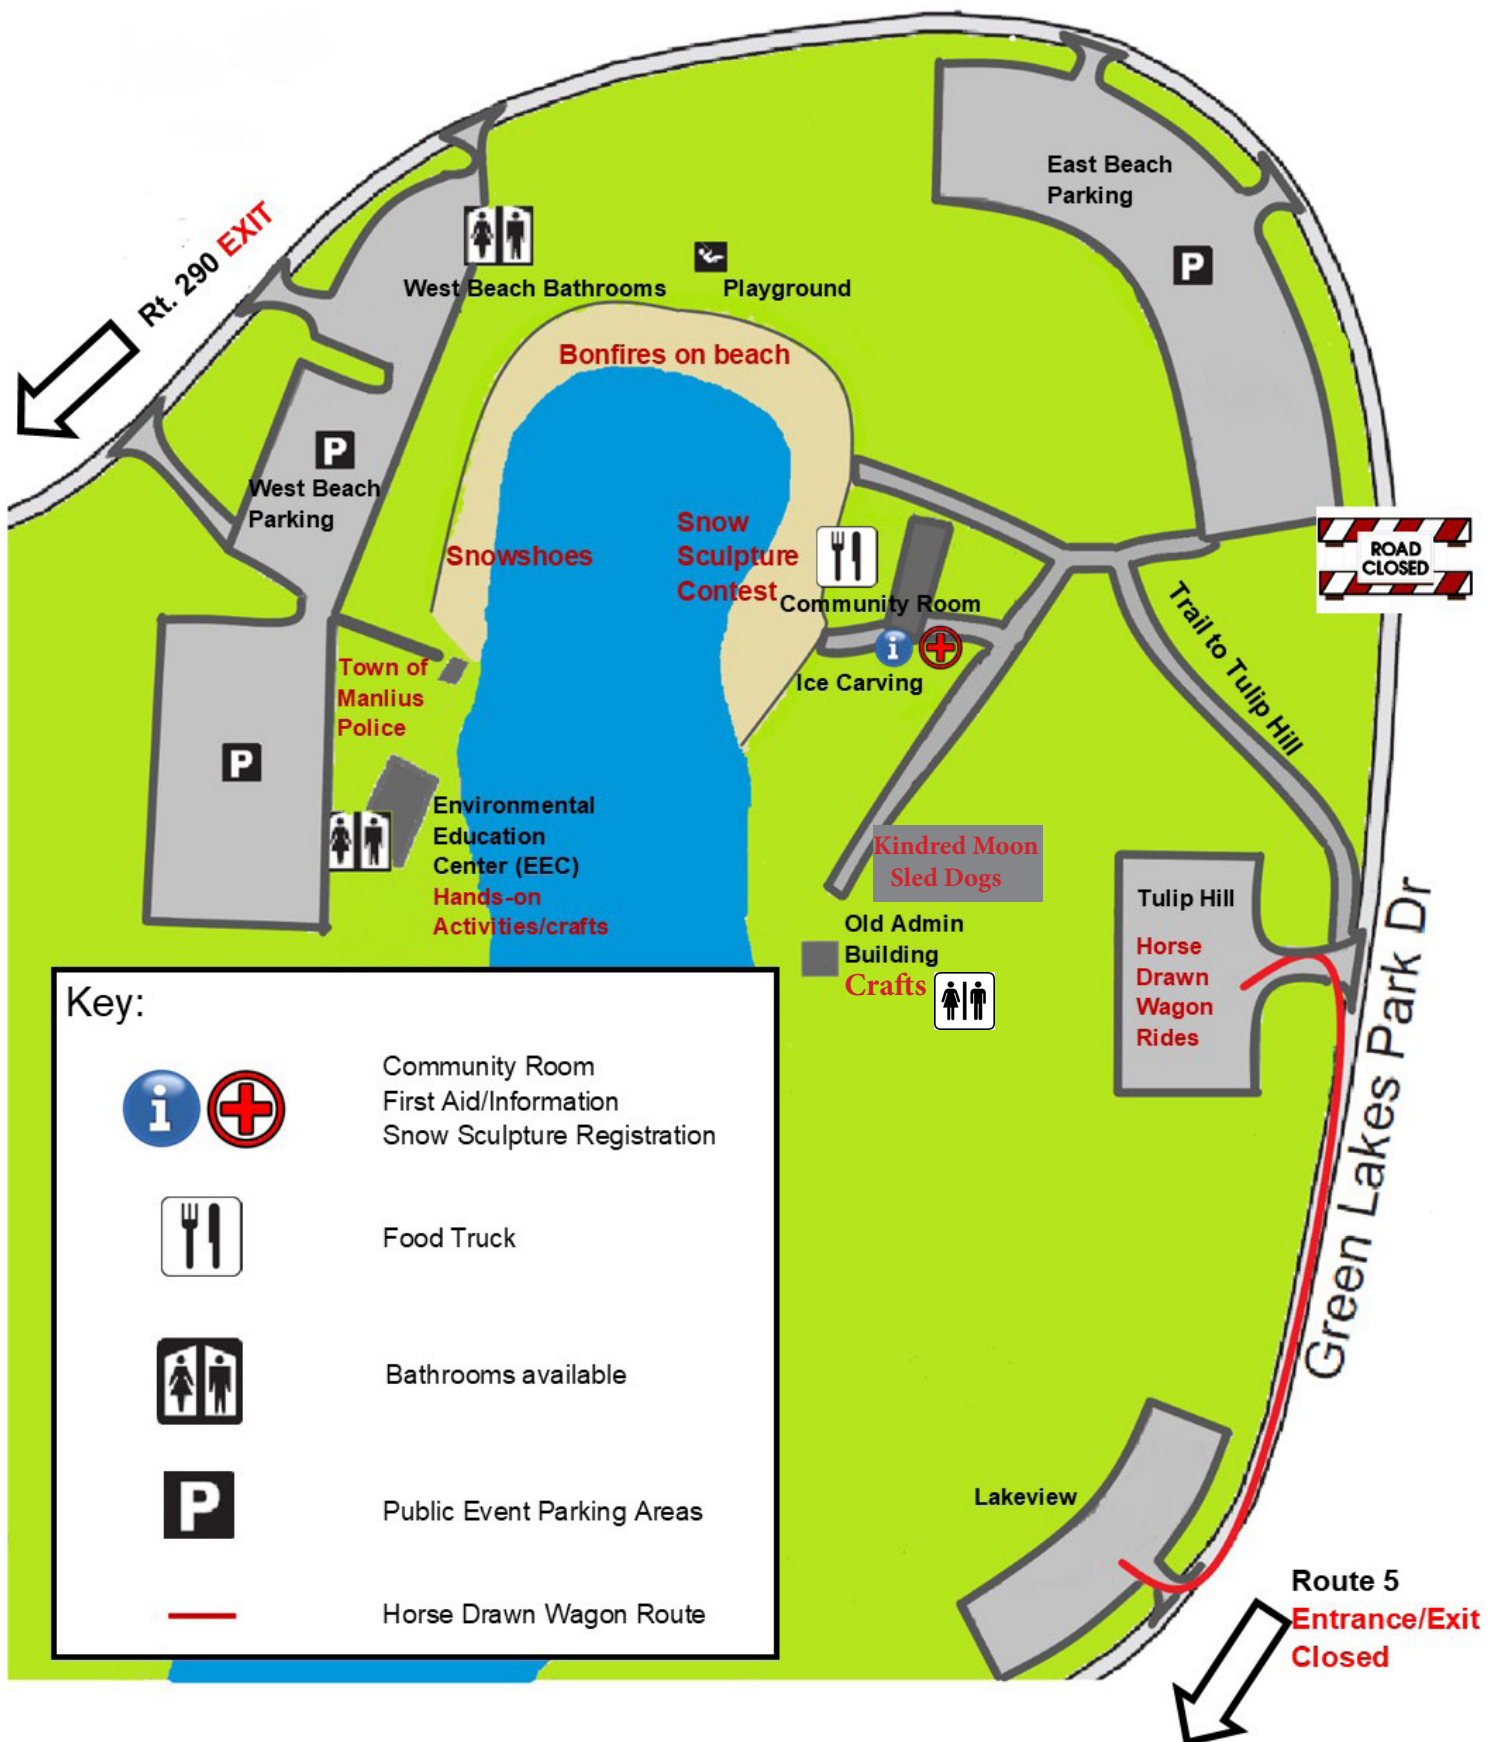 East Beach
Parking
P
Rt. 290 EXIT
West Beach Bathrooms
Playground
Bonfires on beach
P
West Beach
Parking
Snowshoes
Snow
Sculpture
Contest
Community Room
i
Ice Carving
ROAD
CLOSED
Trail to Tulip Hill
Town of
Manlius
Police
P
Environmental
Education
Center (EEC)
Hands-on
Activities/crafts
Kindred Moon
Sled Dogs
Old Admin
Building
Crafts
Tulip Hill
Horse
Drawn
Wagon
Rides
Green Lakes Park Dr
Key:
i
Community Room
First Aid/Information
Snow Sculpture Registration
Food Truck
Bathrooms available
P
Public Event Parking Areas
Horse Drawn Wagon Route
Lakeview
Route 5
Entrance/Exit
Closed